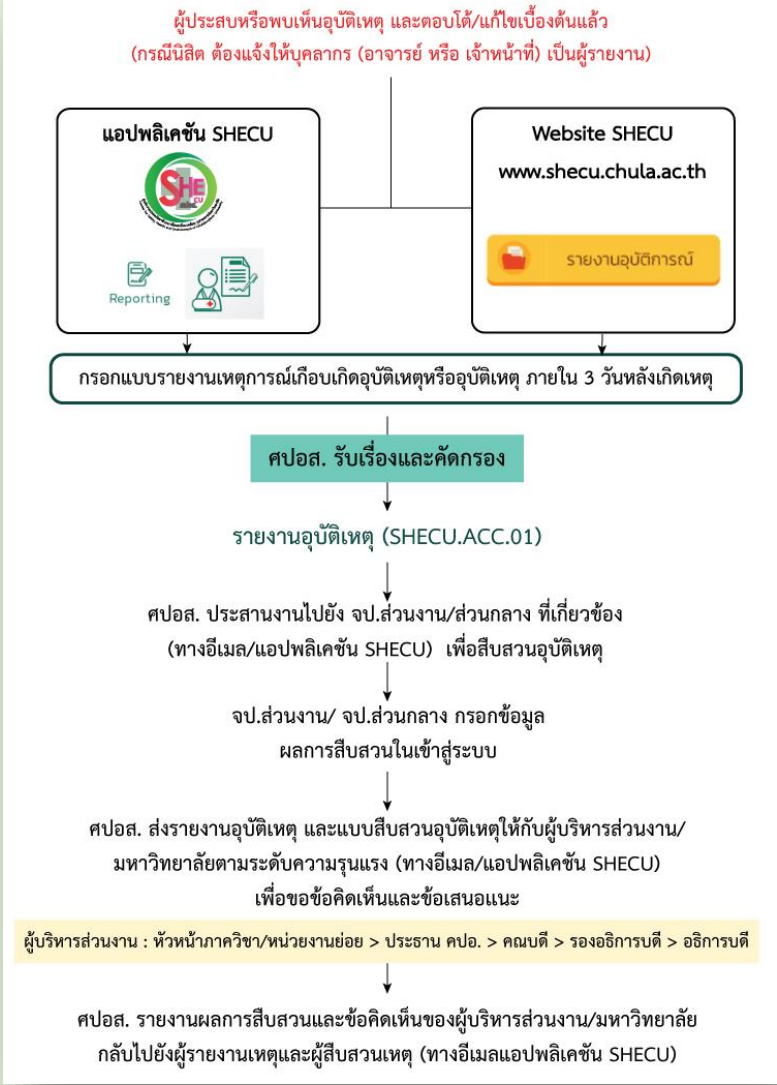 ผู้ประสบหรือพบเห็นอุบัติเหตุ และตอบโต้/แก้ไขเบื้องต้นแล้ว
(กรณีนิสิต ต้องแจ้งให้บุคลากร (อาจารย์ หรือ เจ้าหน้าที่) เป็นผู้รายงาน)
แอปพลิเคชัน SHECU
SHE
CU
Reporting
Website SHECU
www.shecu.chula.ac.th
รายงานอุบัติการณ์
กรอกแบบรายงานเหตุการณ์เกือบเกิดอุบัติเหตุหรืออุบัติเหตุ ภายใน 3 วันหลังเกิดเหตุ
ศปอส. รับเรื่องและคัดกรอง
รายงานอุบัติเหตุ (SHECU.ACC.01)
ศปอส. ประสานงานไปยัง จป.ส่วนงาน/ส่วนกลาง ที่เกี่ยวข้อง
(ทางอีเมล/แอปพลิเคชัน SHECU) เพื่อสืบสวนอุบัติเหตุ
จป.ส่วนงาน/ จป.ส่วนกลาง กรอกข้อมูล
ผลการสืบสวนในเข้าสู่ระบบ
ศปอส. ส่งรายงานอุบัติเหตุ และแบบสืบสวนอุบัติเหตุให้กับผู้บริหารส่วนงาน/
มหาวิทยาลัยตามระดับความรุนแรง (ทางอีเมล/แอปพลิเคชัน SHECU)
เพื่อขอข้อคิดเห็นและข้อเสนอแนะ
ผู้บริหารส่วนงาน : หัวหน้าภาควิชา/หน่วยงานย่อย > ประธาน คปอ. > คณบดี > รองอธิการบดี > อธิการบดี
ศปอส. รายงานผลการสืบสวนและข้อคิดเห็นของผู้บริหารส่วนงาน/มหาวิทยาลัย
กลับไปยังผู้รายงานเหตุและผู้สืบสวนเหตุ (ทางอีเมลแอปพลิเคชัน SHECU)